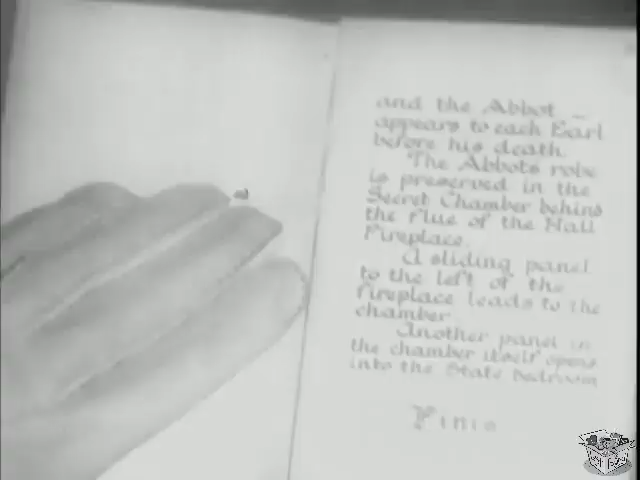 and the Abbot –
appears to each Earl
before his death.
The Abbots robe
is preserved in the
Secret Chamber behind
the flue of the Hall
Fireplace.
A sliding panel
to the left of the
fireplace leads to the
chamber.
Another panel in
the chamber itself opens
into the State bedroom
Finis